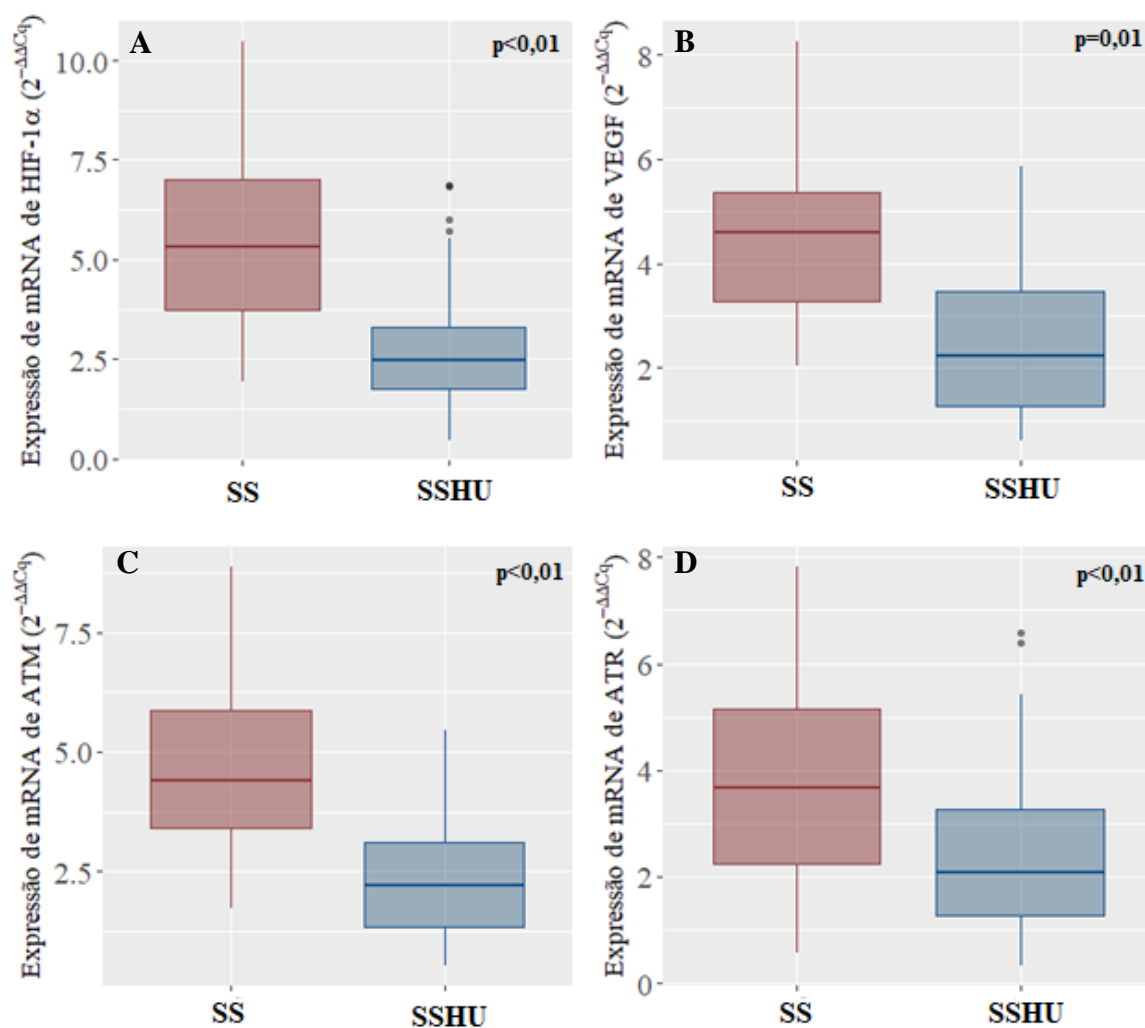 A
p<0,01
Expressão de mRNA de HIF-1α (2^−ΔΔCq)
10.0
7.5
5.0
2.5
0.0
SS
SSHU
B
p=0,01
Expressão de mRNA de VEGF (2^−ΔΔCq)
8
6
4
2
SS
SSHU
C
p<0,01
Expressão de mRNA de ATM (2^−ΔΔCq)
7.5
5.0
2.5
SS
SSHU
D
p<0,01
Expressão de mRNA de ATR (2^−ΔΔCq)
8
6
4
2
0
SS
SSHU